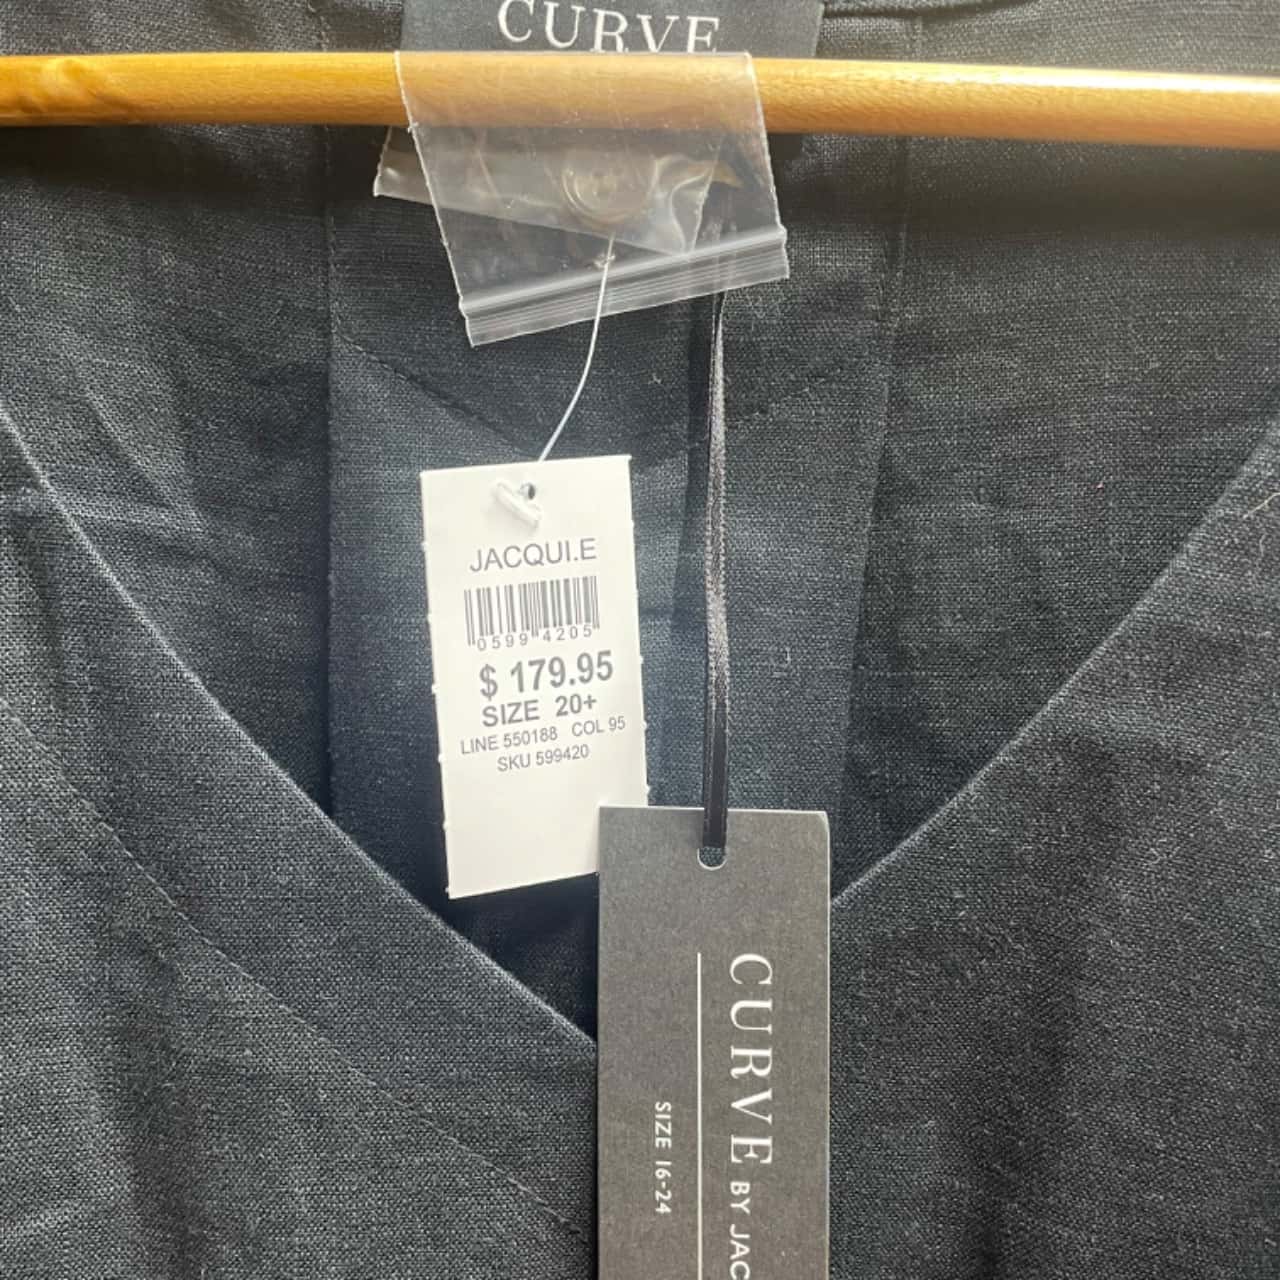 CURVE
JACQUI.E
0599 4205
$ 179.95
SIZE 20+
LINE 550188 COL 95
SKU 599420
CURVE BY JAC
SIZE 16-24